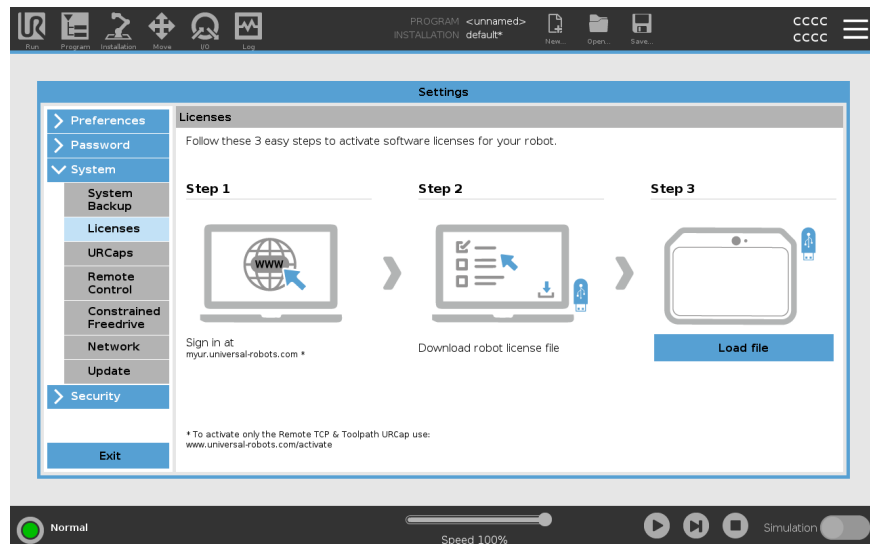 PROGRAM <unnamed>
INSTALLATION default*
UR
Run
Program
Installation
Move
I/O
Log
New...
Open...
Save...
CCCC
CCCC
Settings
Preferences
Password
System
System
Backup
Licenses
URCaps
Remote
Control
Constrained
Freedrive
Network
Update
Security
Exit
Licenses
Follow these 3 easy steps to activate software licenses for your robot.
Step 1
WWW
Sign in at
myur.universal-robots.com *
Step 2
Download robot license file
Step 3
Load file
* To activate only the Remote TCP & Toolpath URCap use:
www.universal-robots.com/activate
Normal
Speed 100%
Simulation